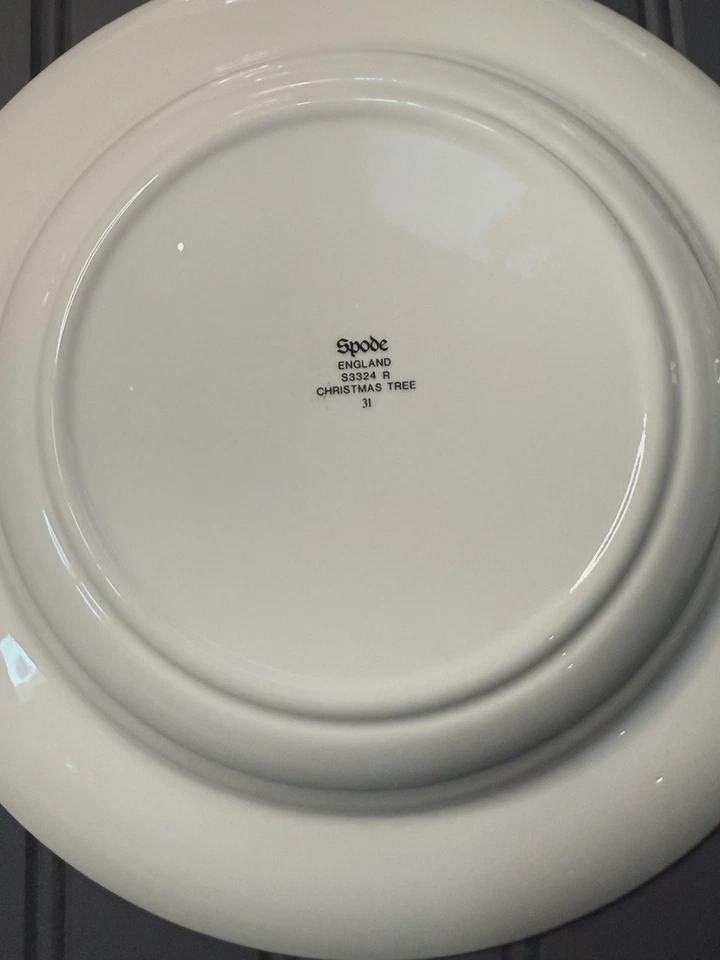 Spode
ENGLAND
S3324 R
CHRISTMAS TREE
31